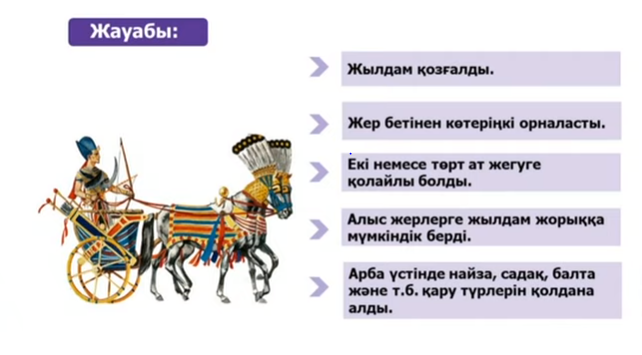 Жауабы:
Жылдам қозғалды.
Жер бетінен көтеріңкі орналасты.
Екі немесе төрт ат жегуге
қолайлы болды.
Алыс жерлерге жылдам жорыққа
мүмкіндік берді.
Арба үстінде найза, садақ, балта
және т.б. қару түрлерін қолдана
алды.